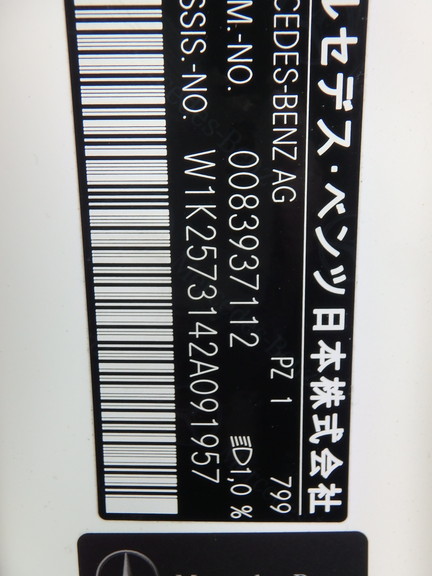 ルセデス・ベンツ日本株式会社
CEDES-BENZ AG
PZ 1 799
M.-NO. 0083937112 1,0 %
SSIS.-NO. W1K2573142A091957